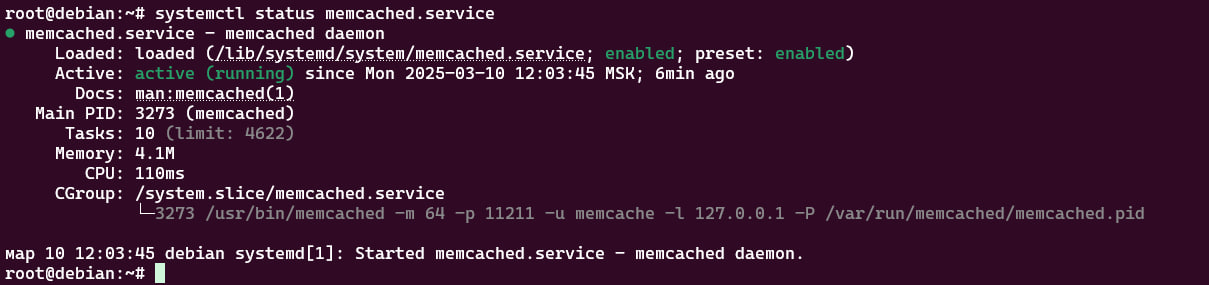 root@debian:~# systemctl status memcached.service
● memcached.service - memcached daemon
     Loaded: loaded (/lib/systemd/system/memcached.service; enabled; preset: enabled)
     Active: active (running) since Mon 2025-03-10 12:03:45 MSK; 6min ago
       Docs: man:memcached(1)
   Main PID: 3273 (memcached)
      Tasks: 10 (limit: 4622)
     Memory: 4.1M
        CPU: 110ms
     CGroup: /system.slice/memcached.service
             └─3273 /usr/bin/memcached -m 64 -p 11211 -u memcache -l 127.0.0.1 -P /var/run/memcached/memcached.pid
мар 10 12:03:45 debian systemd[1]: Started memcached.service - memcached daemon.
root@debian:~#